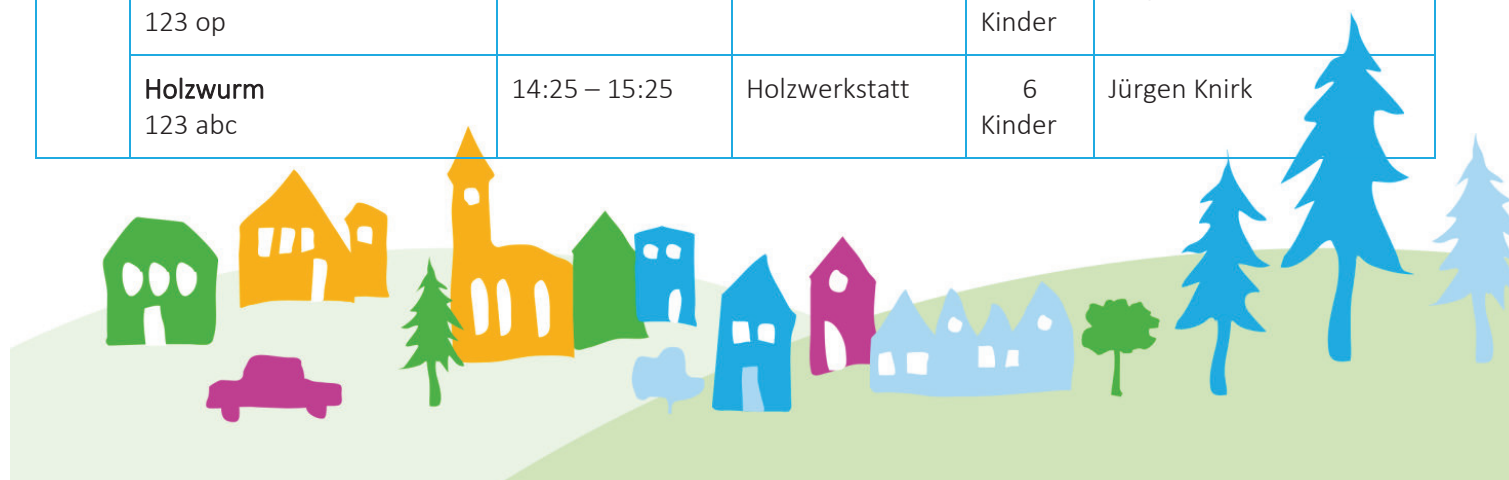 123 op
Kinder
Holzwurm 14:25 – 15:25 Holzwerkstatt 6 Jürgen Knirk
123 abc Kinder